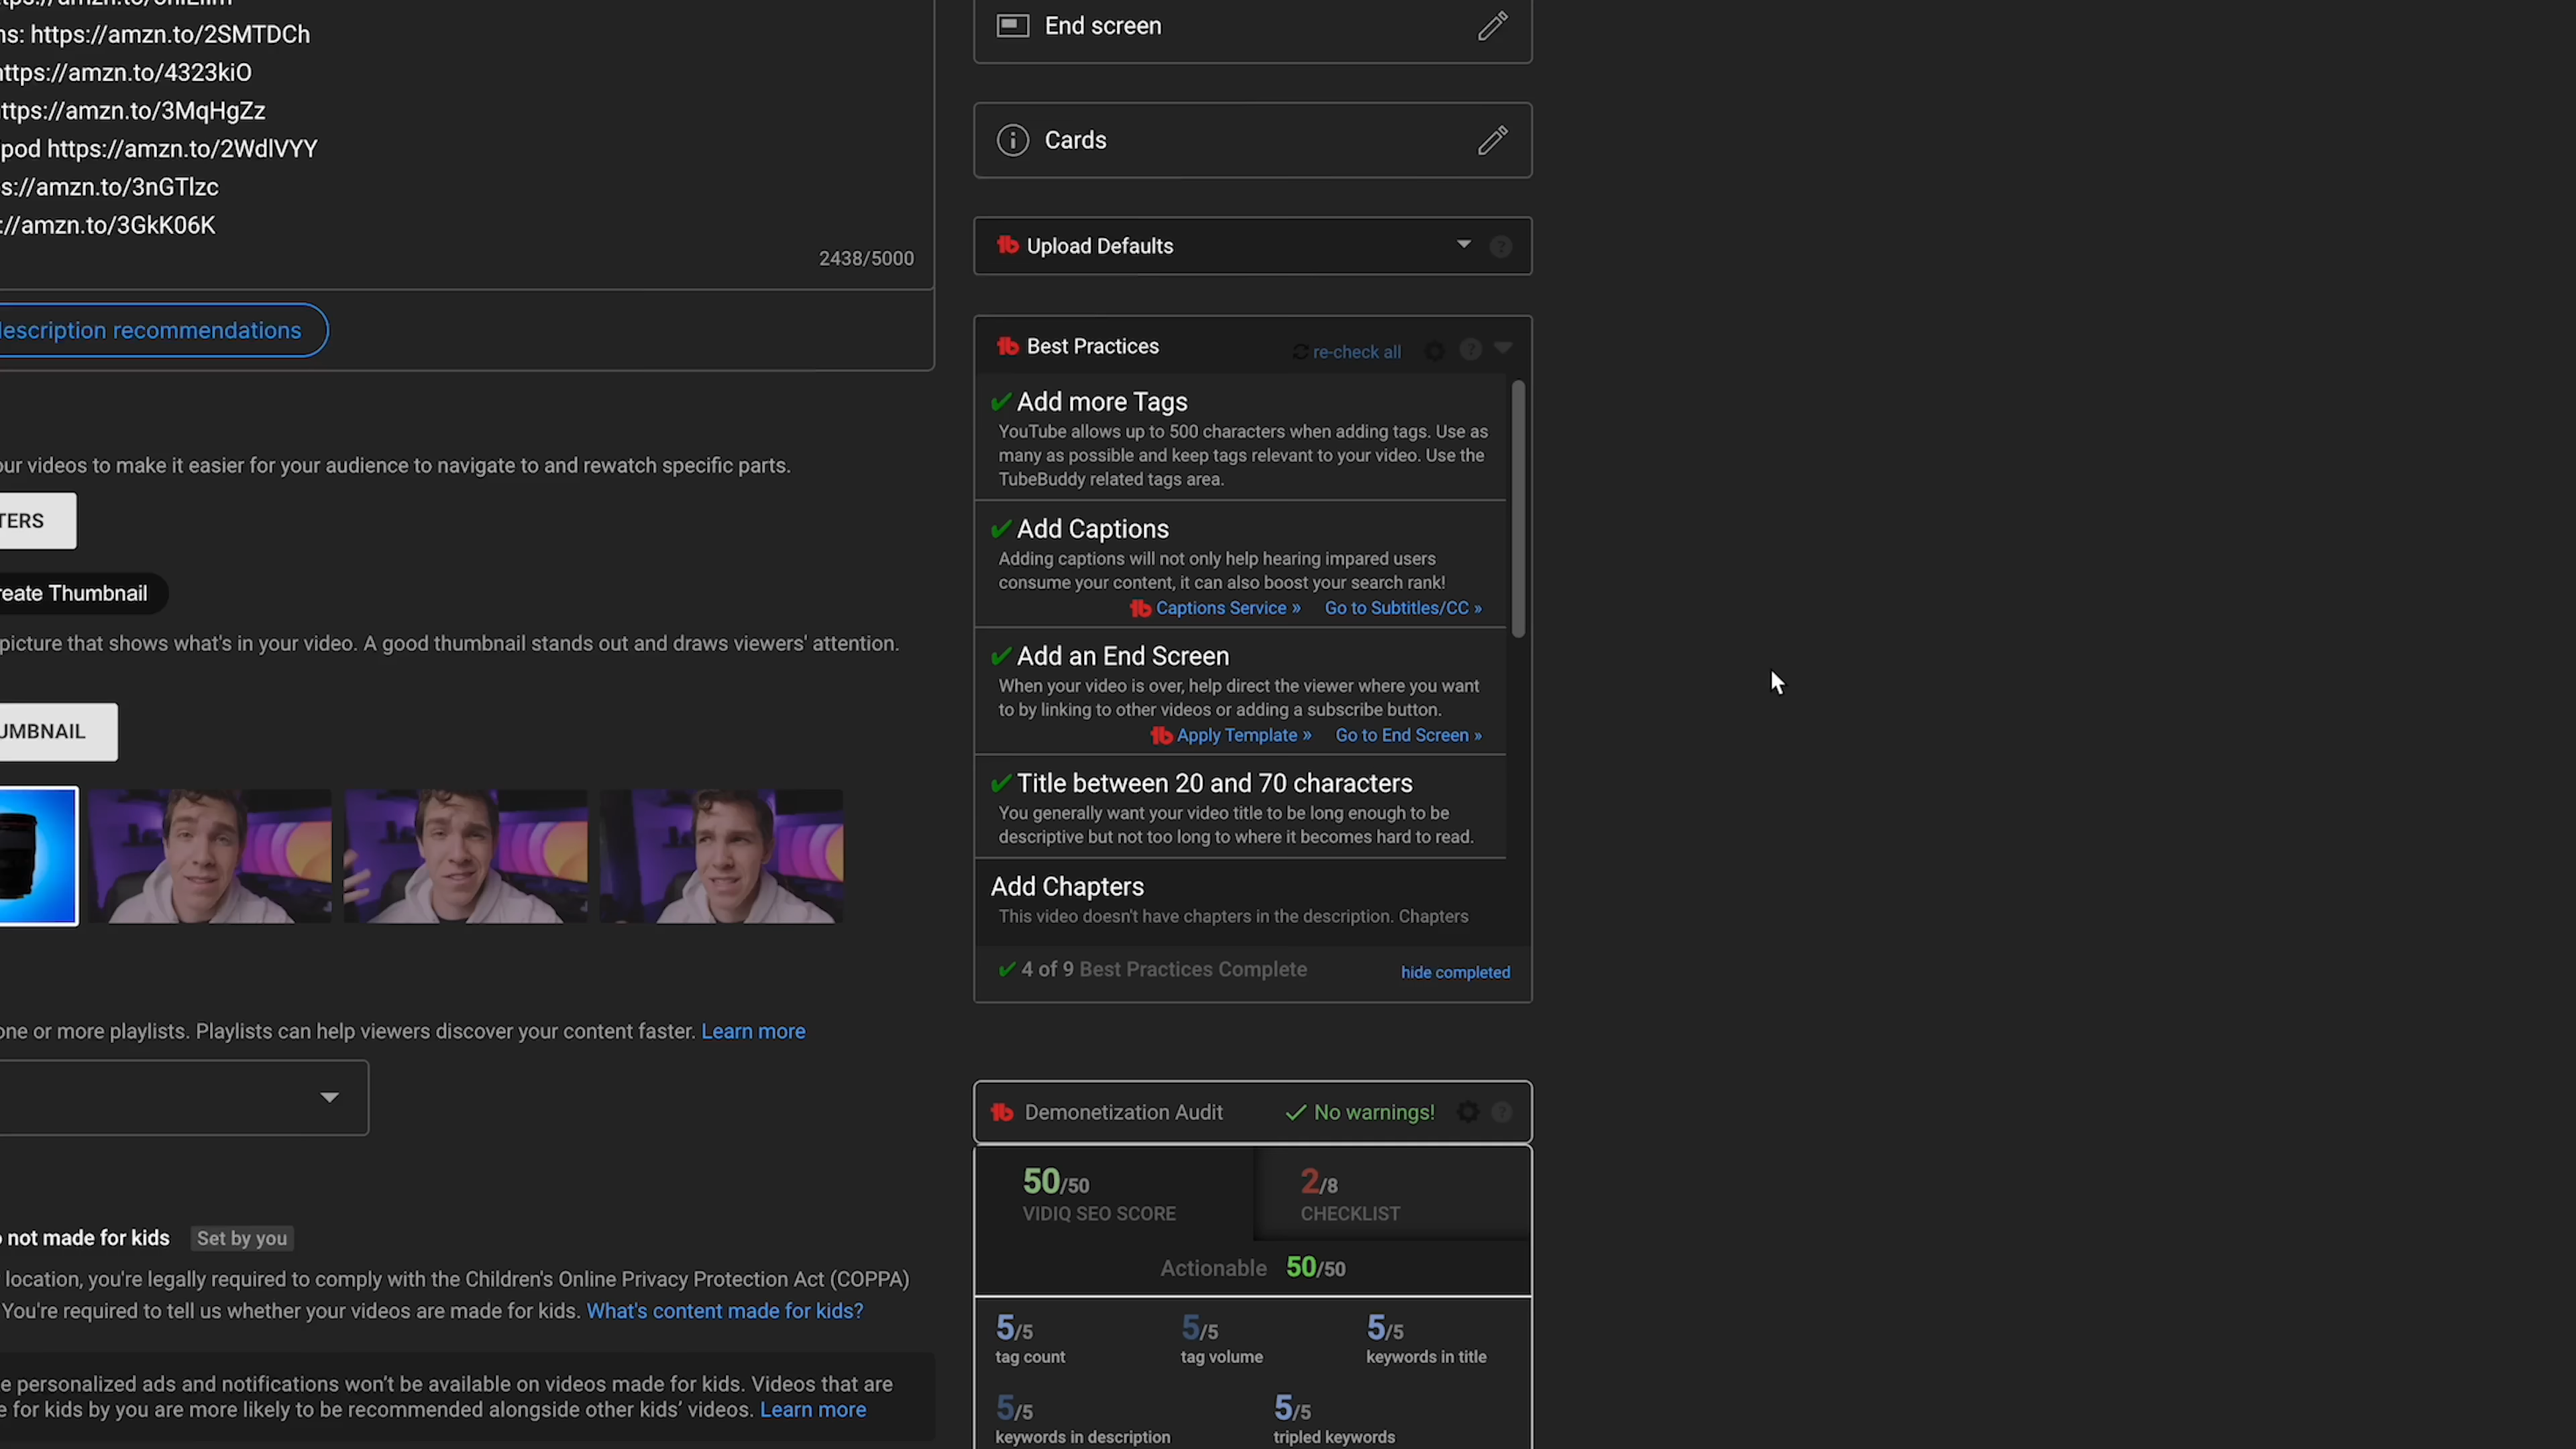 ns: https://amzn.to/2SMTDCh
https://amzn.to/4323kiO
ttps://amzn.to/3MqHgZz
pod https://amzn.to/2WdlVYY
s://amzn.to/3nGTlzc
://amzn.to/3GkK06K
2438/5000
description recommendations
our videos to make it easier for your audience to navigate to and rewatch specific parts.
TERS
reate Thumbnail
picture that shows what's in your video. A good thumbnail stands out and draws viewers' attention.
UMBNAIL
one or more playlists. Playlists can help viewers discover your content faster. Learn more
not made for kids Set by you
location, you're legally required to comply with the Children's Online Privacy Protection Act (COPPA)
You're required to tell us whether your videos are made for kids. What's content made for kids?
e personalized ads and notifications won't be available on videos made for kids. Videos that are
e for kids by you are more likely to be recommended alongside other kids' videos. Learn more
End screen
Cards
Upload Defaults
Best Practices re-check all
Add more Tags
YouTube allows up to 500 characters when adding tags. Use as
many as possible and keep tags relevant to your video. Use the
TubeBuddy related tags area.
Add Captions
Adding captions will not only help hearing impared users
consume your content, it can also boost your search rank!
Captions Service » Go to Subtitles/CC »
Add an End Screen
When your video is over, help direct the viewer where you want
to by linking to other videos or adding a subscribe button.
Apply Template » Go to End Screen »
Title between 20 and 70 characters
You generally want your video title to be long enough to be
descriptive but not too long to where it becomes hard to read.
Add Chapters
This video doesn't have chapters in the description. Chapters
4 of 9 Best Practices Complete hide completed
Demonetization Audit No warnings!
50/50 2/8
VIDIQ SEO SCORE CHECKLIST
Actionable 50/50
5/5 5/5 5/5
tag count tag volume keywords in title
5/5 5/5
keywords in description tripled keywords